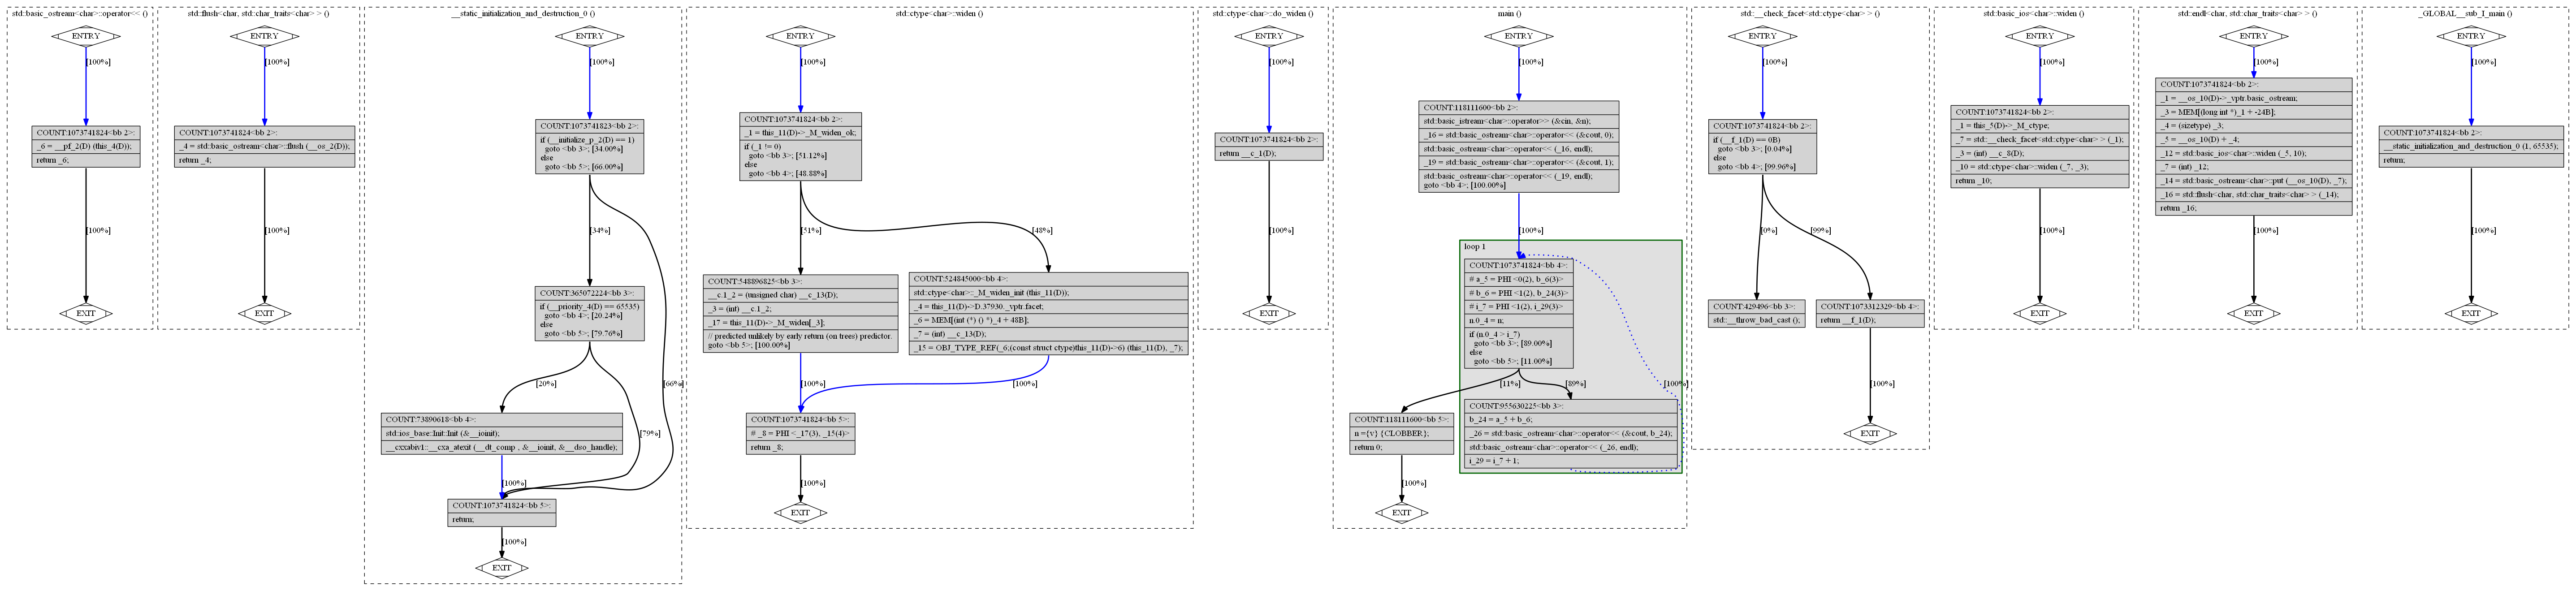 std::basic_ostream<char>::operator<< ()
ENTRY
[100%]
COUNT:1073741824<bb 2>:
_6 = __pf_2(D) (this_4(D));
return _6;
[100%]
EXIT
std::flush<char, std::char_traits<char> > ()
ENTRY
[100%]
COUNT:1073741824<bb 2>:
_4 = std::basic_ostream<char>::flush (__os_2(D));
return _4;
[100%]
EXIT
__static_initialization_and_destruction_0 ()
ENTRY
[100%]
COUNT:1073741823<bb 2>:
if (__initialize_p_2(D) == 1)
goto <bb 3>; [34.00%]
else
goto <bb 5>; [66.00%]
[34%]
[66%]
COUNT:365072224<bb 3>:
if (__priority_4(D) == 65535)
goto <bb 4>; [20.24%]
else
goto <bb 5>; [79.76%]
[20%]
[79%]
COUNT:73890618<bb 4>:
std::ios_base::Init::Init (&__ioinit);
__cxxabiv1::__cxa_atexit (__dt_comp , &__ioinit, &__dso_handle);
[100%]
COUNT:1073741824<bb 5>:
return;
[100%]
EXIT
std::ctype<char>::widen ()
ENTRY
[100%]
COUNT:1073741824<bb 2>:
_1 = this_11(D)->_M_widen_ok;
if (_1 != 0)
goto <bb 3>; [51.12%]
else
goto <bb 4>; [48.88%]
[51%]
[48%]
COUNT:548896825<bb 3>:
__c.1_2 = (unsigned char) __c_13(D);
_3 = (int) __c.1_2;
_17 = this_11(D)->_M_widen[_3];
// predicted unlikely by early return (on trees) predictor.
goto <bb 5>; [100.00%]
COUNT:524845000<bb 4>:
std::ctype<char>::_M_widen_init (this_11(D));
_4 = this_11(D)->D.37930._vptr.facet;
_6 = MEM[(int (*) () *)_4 + 48B];
_7 = (int) __c_13(D);
_15 = OBJ_TYPE_REF(_6;(const struct ctype)this_11(D)->6) (this_11(D), _7);
[100%]
[100%]
COUNT:1073741824<bb 5>:
# _8 = PHI <_17(3), _15(4)>
return _8;
[100%]
EXIT
std::ctype<char>::do_widen ()
ENTRY
[100%]
COUNT:1073741824<bb 2>:
return __c_1(D);
[100%]
EXIT
main ()
ENTRY
[100%]
COUNT:118111600<bb 2>:
std::basic_istream<char>::operator>> (&cin, &n);
_16 = std::basic_ostream<char>::operator<< (&cout, 0);
std::basic_ostream<char>::operator<< (_16, endl);
_19 = std::basic_ostream<char>::operator<< (&cout, 1);
std::basic_ostream<char>::operator<< (_19, endl);
goto <bb 4>; [100.00%]
[100%]
loop 1
COUNT:1073741824<bb 4>:
# a_5 = PHI <0(2), b_6(3)>
# b_6 = PHI <1(2), b_24(3)>
# i_7 = PHI <1(2), i_29(3)>
n.0_4 = n;
if (n.0_4 > i_7)
goto <bb 3>; [89.00%]
else
goto <bb 5>; [11.00%]
[11%]
[89%]
[100%]
COUNT:118111600<bb 5>:
n ={v} {CLOBBER};
return 0;
COUNT:955630225<bb 3>:
b_24 = a_5 + b_6;
_26 = std::basic_ostream<char>::operator<< (&cout, b_24);
std::basic_ostream<char>::operator<< (_26, endl);
i_29 = i_7 + 1;
[100%]
EXIT
std::__check_facet<std::ctype<char> > ()
ENTRY
[100%]
COUNT:1073741824<bb 2>:
if (__f_1(D) == 0B)
goto <bb 3>; [0.04%]
else
goto <bb 4>; [99.96%]
[0%]
[99%]
COUNT:429496<bb 3>:
std::__throw_bad_cast ();
COUNT:1073312329<bb 4>:
return __f_1(D);
[100%]
EXIT
std::basic_ios<char>::widen ()
ENTRY
[100%]
COUNT:1073741824<bb 2>:
_1 = this_5(D)->_M_ctype;
_7 = std::__check_facet<std::ctype<char> > (_1);
_3 = (int) __c_8(D);
_10 = std::ctype<char>::widen (_7, _3);
return _10;
[100%]
EXIT
std::endl<char, std::char_traits<char> > ()
ENTRY
[100%]
COUNT:1073741824<bb 2>:
_1 = __os_10(D)->_vptr.basic_ostream;
_3 = MEM[(long int *)_1 + -24B];
_4 = (sizetype) _3;
_5 = __os_10(D) + _4;
_12 = std::basic_ios<char>::widen (_5, 10);
_7 = (int) _12;
_14 = std::basic_ostream<char>::put (__os_10(D), _7);
_16 = std::flush<char, std::char_traits<char> > (_14);
return _16;
[100%]
EXIT
_GLOBAL__sub_I_main ()
ENTRY
[100%]
COUNT:1073741824<bb 2>:
__static_initialization_and_destruction_0 (1, 65535);
return;
[100%]
EXIT